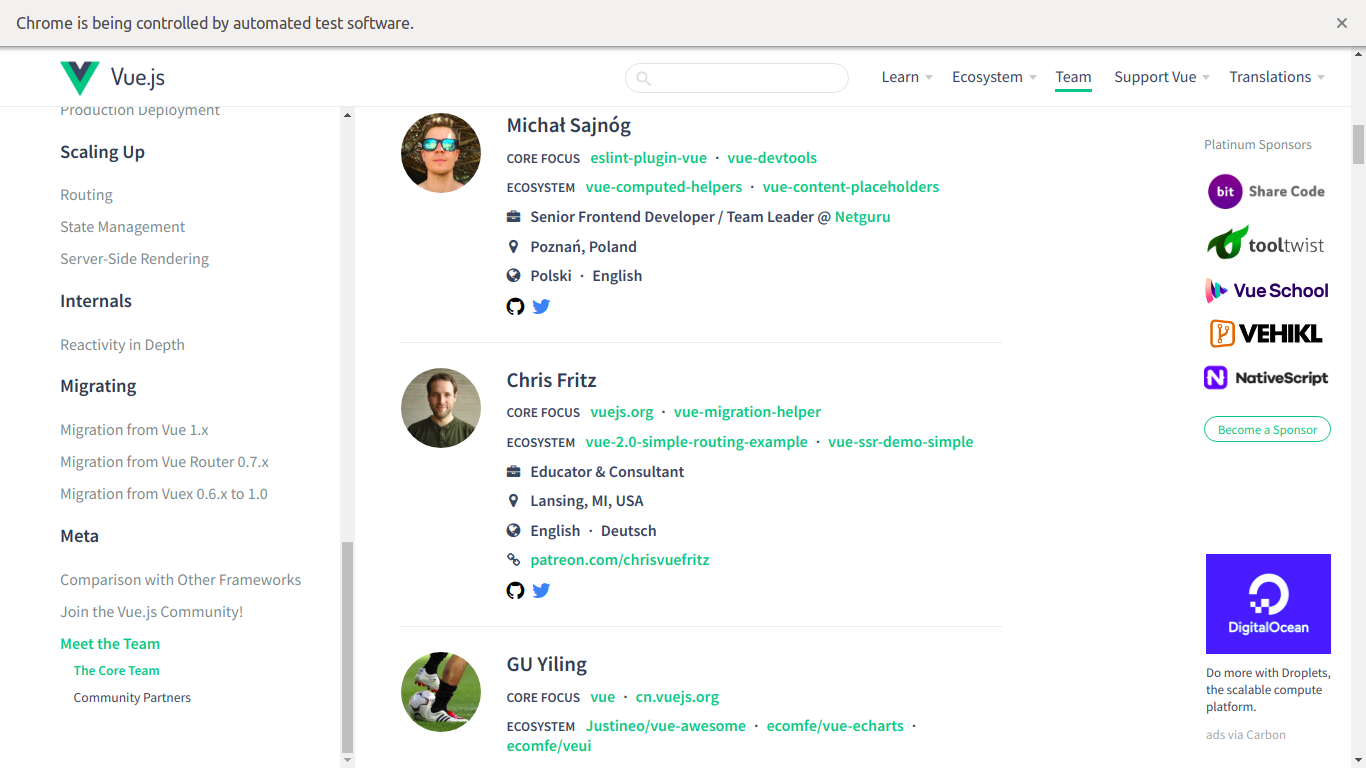 Chrome is being controlled by automated test software.
Vue.js
Learn
Ecosystem
Team
Support Vue
Translations
Production Deployment
Scaling Up
Routing
State Management
Server-Side Rendering
Internals
Reactivity in Depth
Migrating
Migration from Vue 1.x
Migration from Vue Router 0.7.x
Migration from Vuex 0.6.x to 1.0
Meta
Comparison with Other Frameworks
Join the Vue.js Community!
Meet the Team
The Core Team
Community Partners
Michał Sajnóg
CORE FOCUS eslint-plugin-vue · vue-devtools
ECOSYSTEM vue-computed-helpers · vue-content-placeholders
Senior Frontend Developer / Team Leader @ Netguru
Poznań, Poland
Polski · English
Chris Fritz
CORE FOCUS vuejs.org · vue-migration-helper
ECOSYSTEM vue-2.0-simple-routing-example · vue-ssr-demo-simple
Educator & Consultant
Lansing, MI, USA
English · Deutsch
patreon.com/chrisvuefritz
GU Yiling
CORE FOCUS vue · cn.vuejs.org
ECOSYSTEM Justineo/vue-awesome · ecomfe/vue-echarts ·
ecomfe/veui
Platinum Sponsors
bit Share Code
tooltwist
Vue School
VEHIKL
N NativeScript
Become a Sponsor
DigitalOcean
Do more with Droplets,
the scalable compute
platform.
ads via Carbon